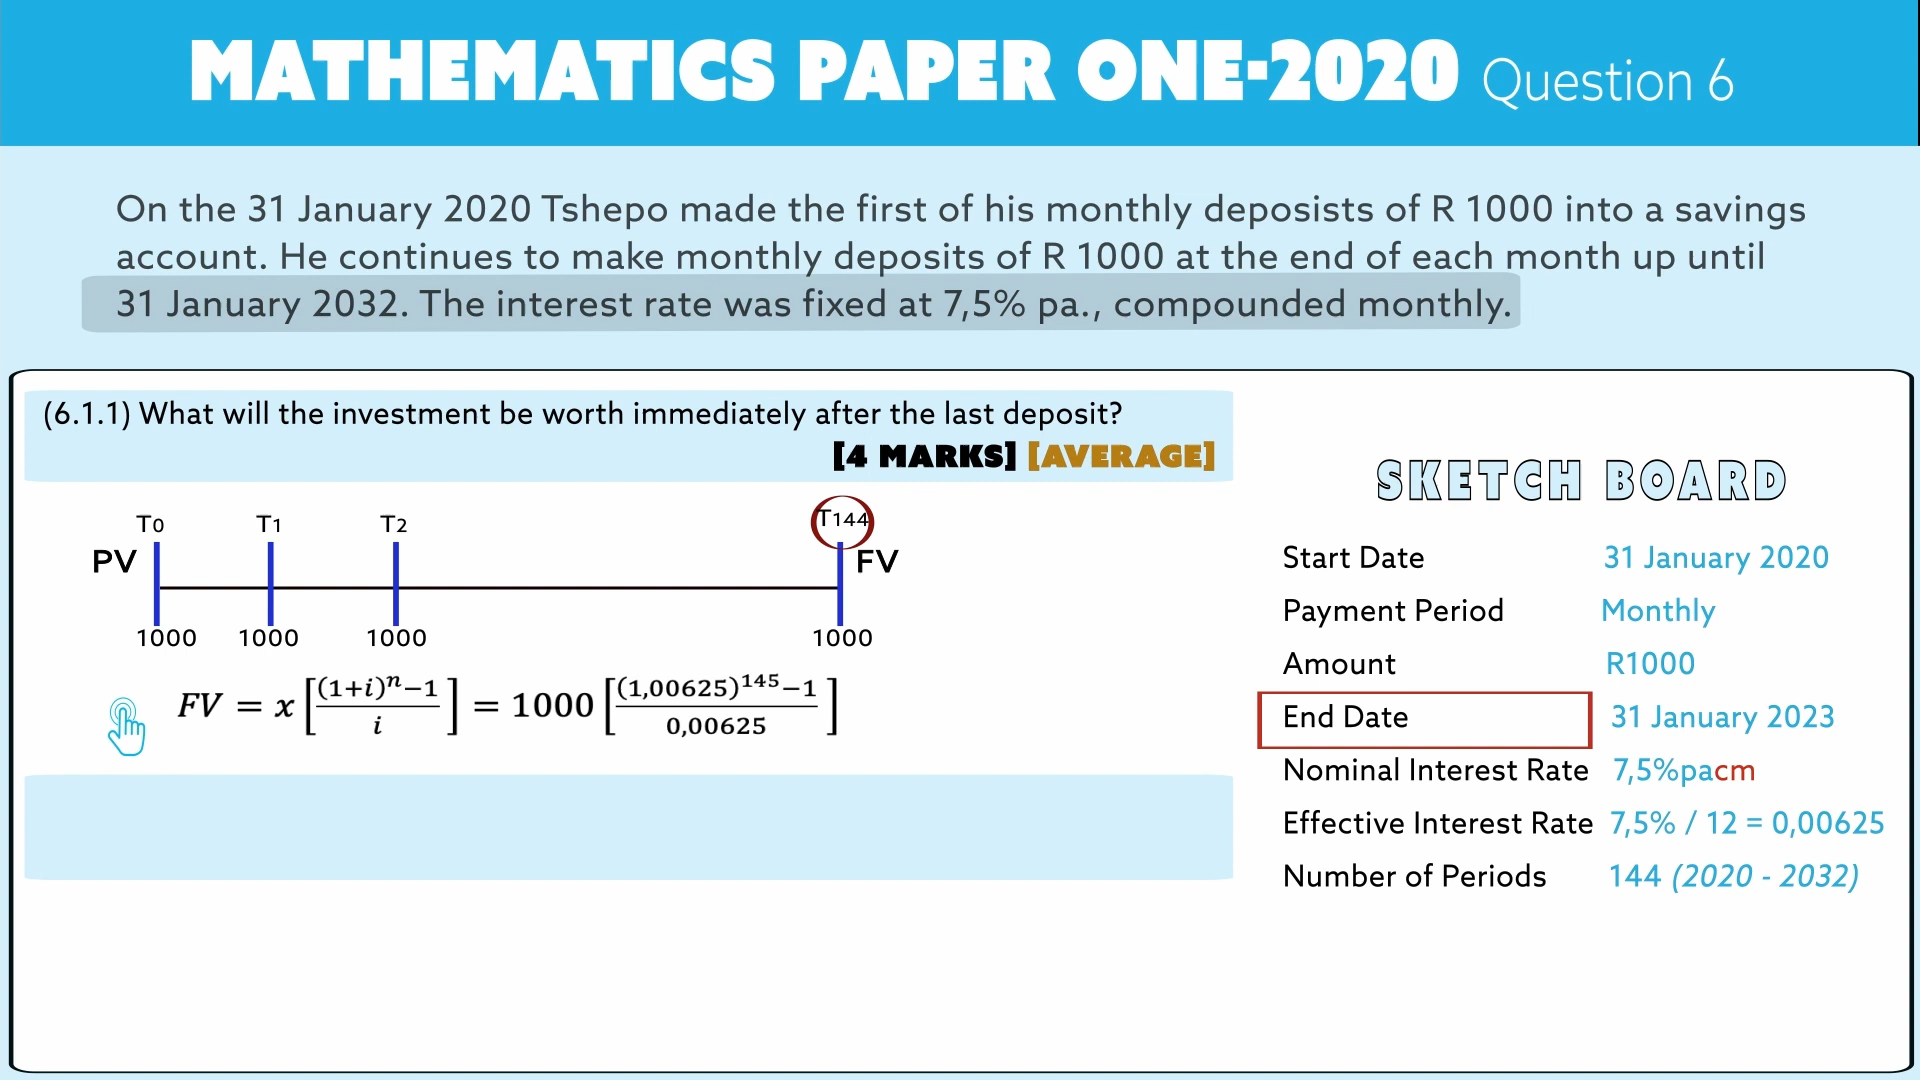 MATHEMATICS PAPER ONE-2020 Question 6
On the 31 January 2020 Tshepo made the first of his monthly deposists of R 1000 into a savings
account. He continues to make monthly deposits of R 1000 at the end of each month up until
31 January 2032. The interest rate was fixed at 7,5% pa., compounded monthly.
(6.1.1) What will the investment be worth immediately after the last deposit?
[4 MARKS] [AVERAGE]
T0 T1 T2 T144
PV FV
1000 1000 1000 1000
FV = x [((1+i)^n−1)/i] = 1000 [((1,00625)^145−1)/0,00625]
SKETCH BOARD
Start Date 31 January 2020
Payment Period Monthly
Amount R1000
End Date 31 January 2023
Nominal Interest Rate 7,5%pacm
Effective Interest Rate 7,5% / 12 = 0,00625
Number of Periods 144 (2020 - 2032)